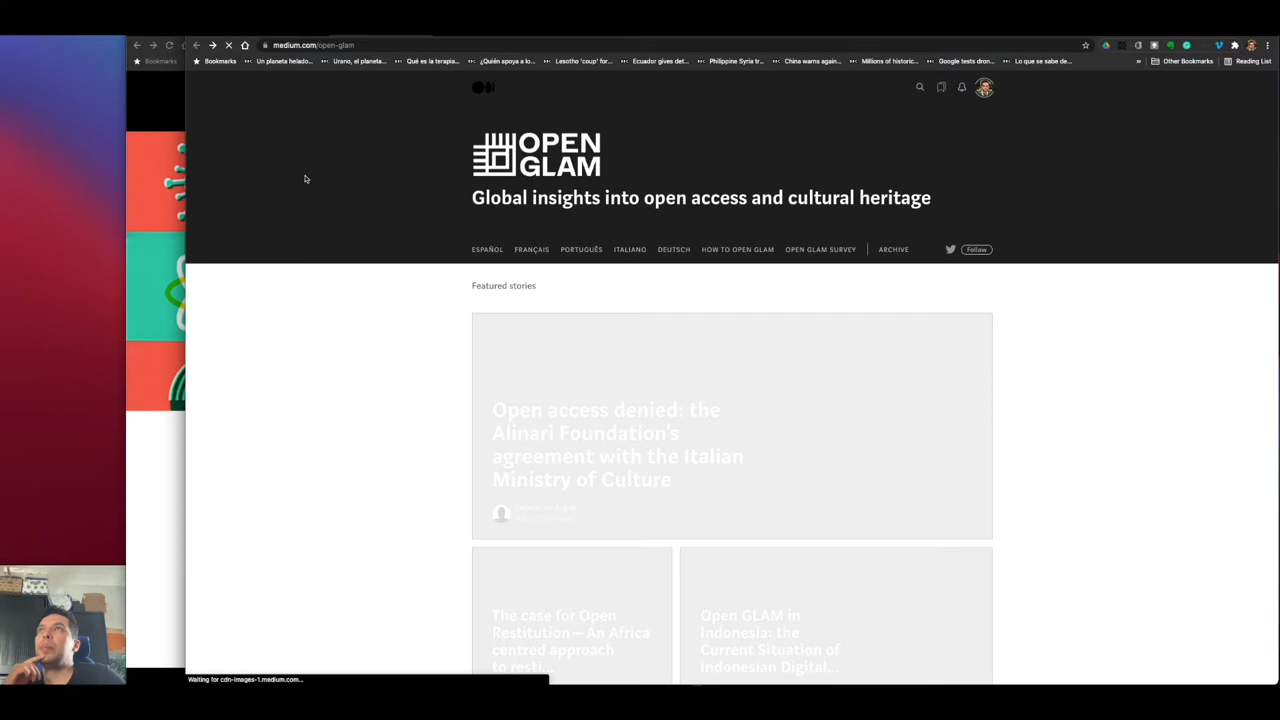 medium.com/open-glam
Bookmarks
Bookmarks
Un planeta helado...
Urano, el planeta...
Qué es la terapia...
¿Quién apoya a lo...
Lesotho 'coup' for...
Ecuador gives det...
Philippine Syria tr...
China warns again...
Millions of historic...
Google tests dron...
Lo que se sabe de...
»
Other Bookmarks
Reading List
OPEN
GLAM
Global insights into open access and cultural heritage
ESPAÑOL
FRANÇAIS
PORTUGUÊS
ITALIANO
DEUTSCH
HOW TO OPEN GLAM
OPEN GLAM SURVEY
ARCHIVE
Follow
Featured stories
Open access denied: the
Alinari Foundation's
agreement with the Italian
Ministry of Culture
The case for Open
Restitution — An Africa
centred approach
to resti...
Open GLAM in
Indonesia: the
Current Situation of
Indonesian Digital...
Waiting for cdn-images-1.medium.com...